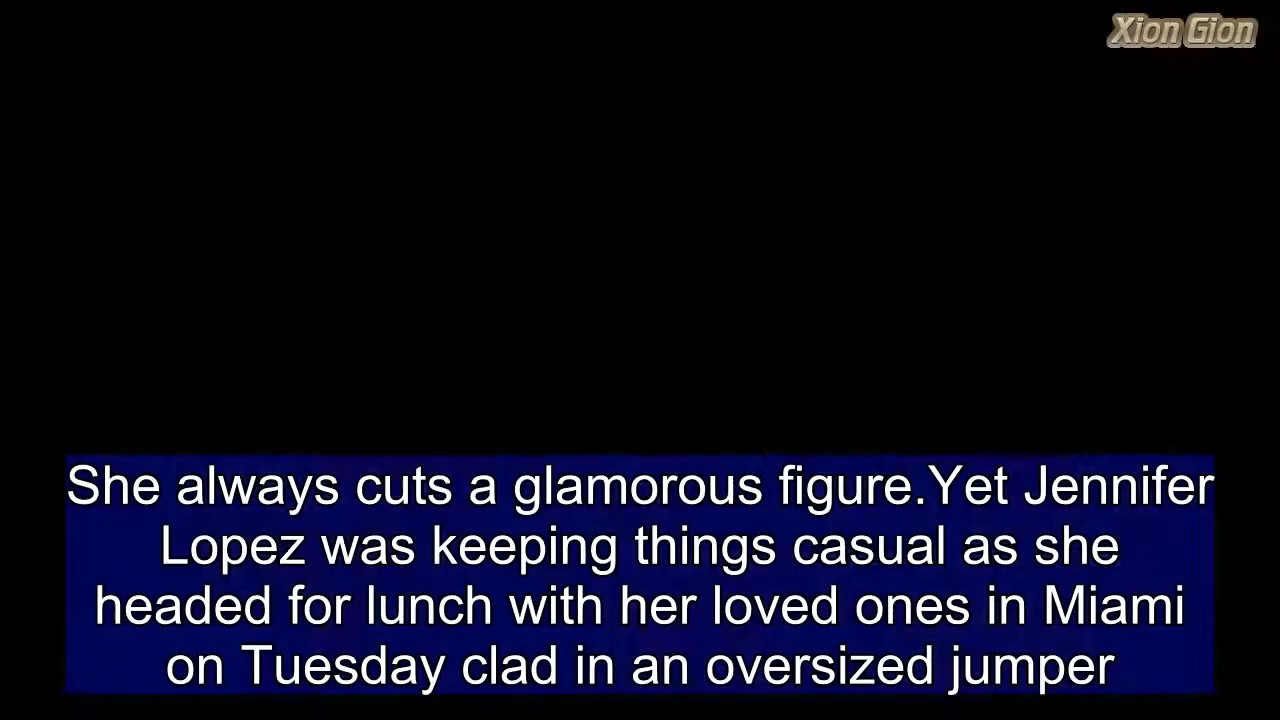 Xion Gion
She always cuts a glamorous figure.Yet Jennifer
Lopez was keeping things casual as she
headed for lunch with her loved ones in Miami
on Tuesday clad in an oversized jumper